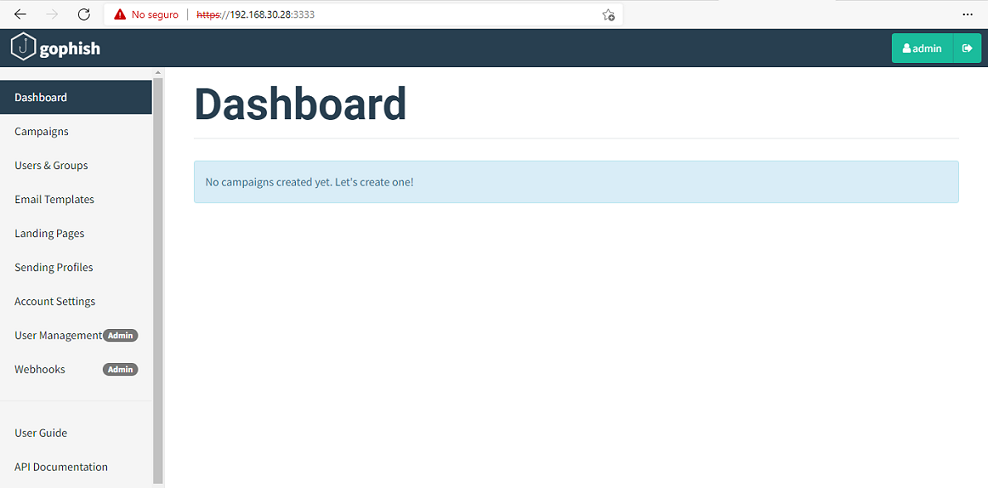 No seguro | https://192.168.30.28:3333
gophish
admin
Dashboard
Campaigns
Users & Groups
Email Templates
Landing Pages
Sending Profiles
Account Settings
User Management Admin
Webhooks Admin
User Guide
API Documentation
Dashboard
No campaigns created yet. Let's create one!